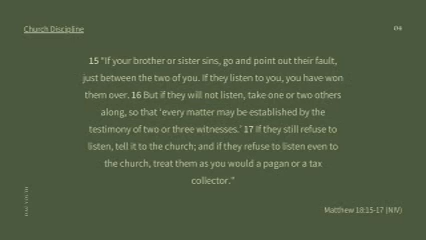 Church Discipline
15 "If your brother or sister sins, go and point out their fault,
just between the two of you. If they listen to you, you have won
them over. 16 But if they will not listen, take one or two others
along, so that ‘every matter may be established by the
testimony of two or three witnesses.’ 17 If they still refuse to
listen, tell it to the church; and if they refuse to listen even to
the church, treat them as you would a pagan or a tax
collector."
Matthew 18:15-17 (NIV)